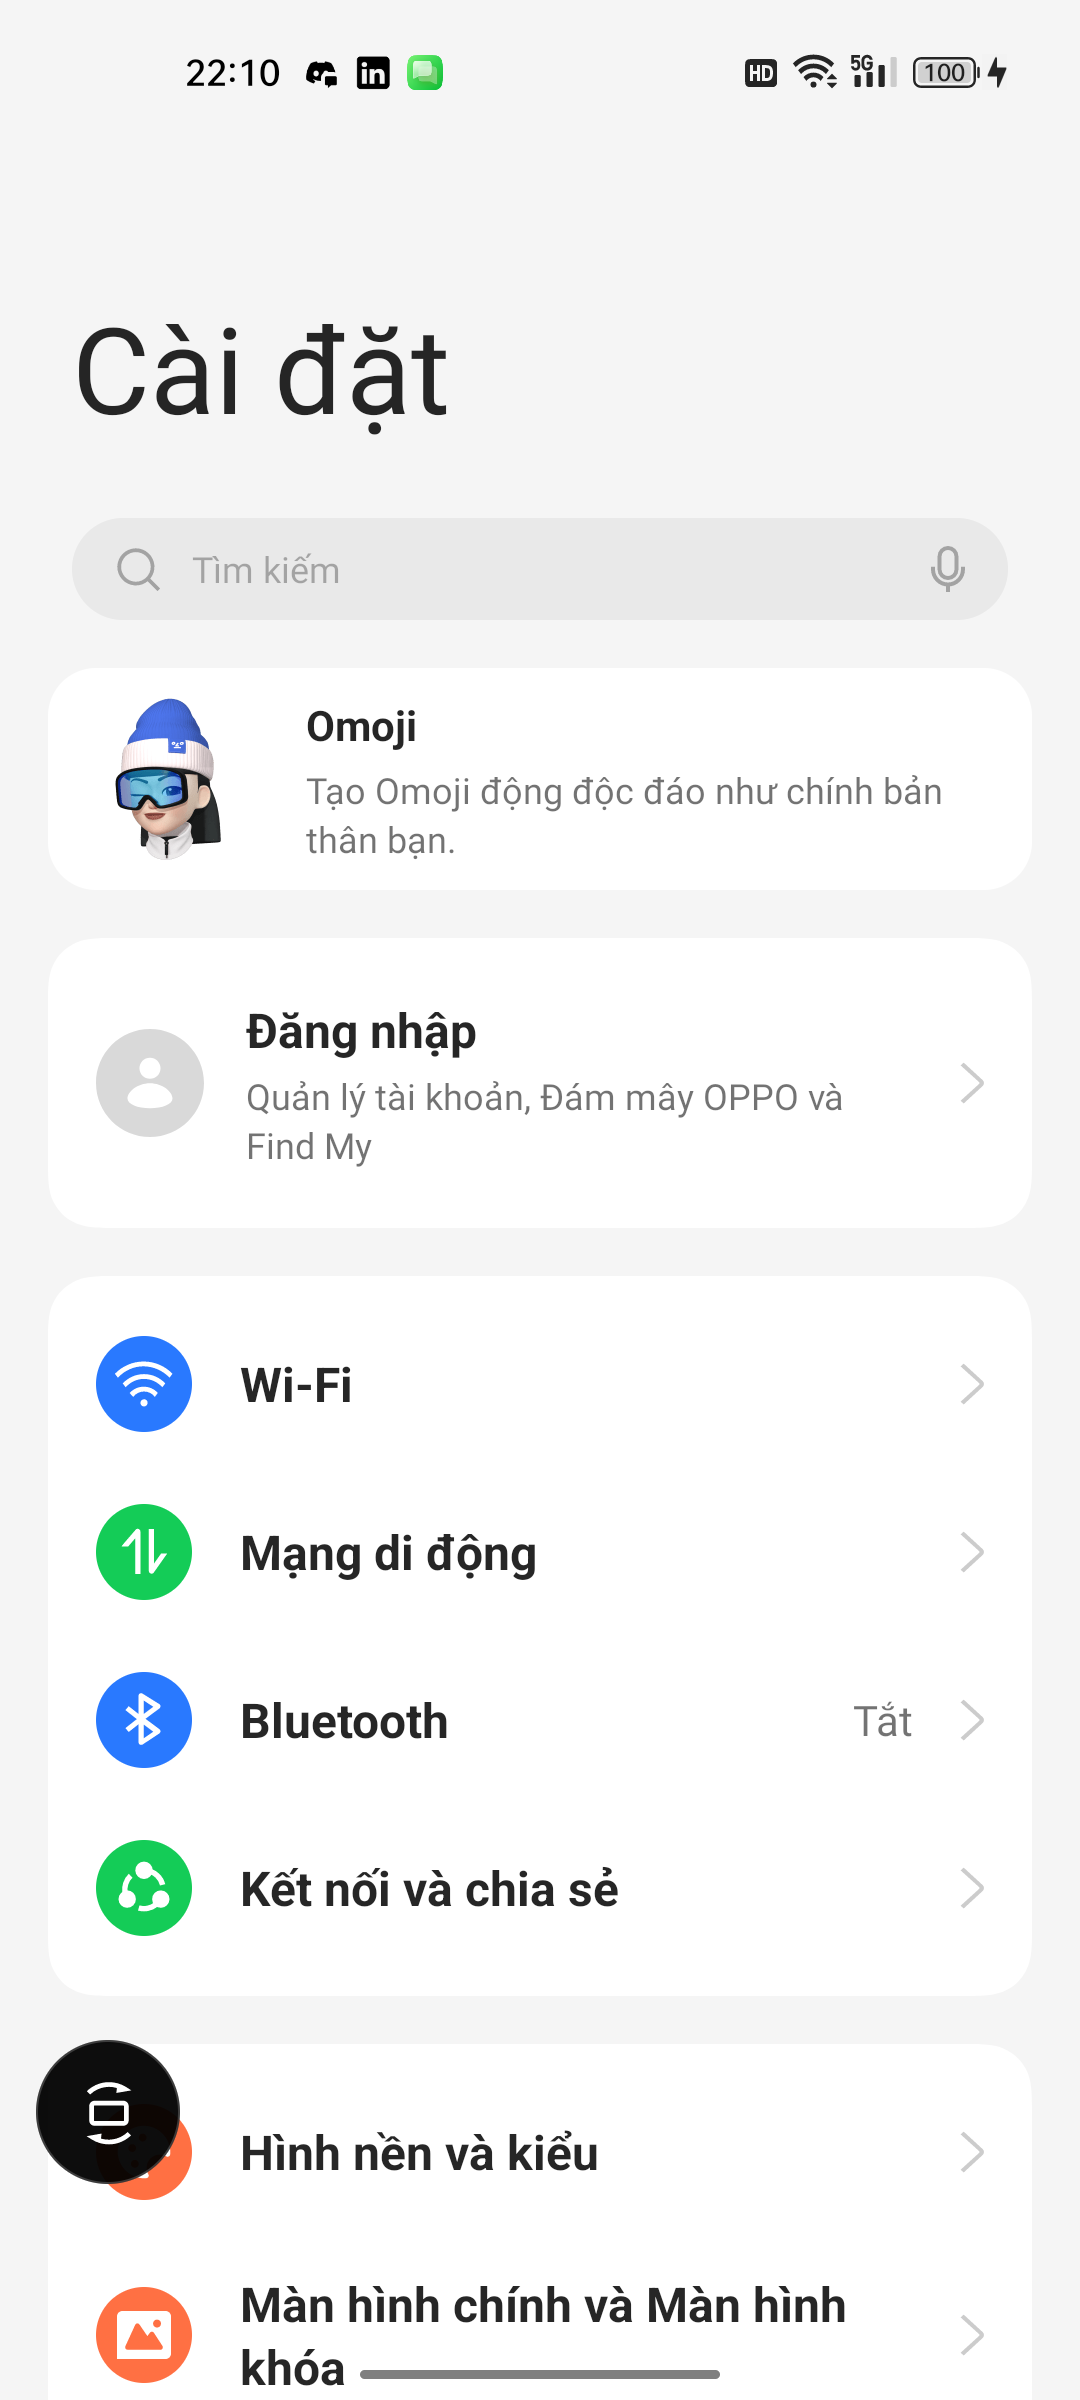 22:10
HD 5G 100
Cài đặt
Tìm kiếm
Omoji
Tạo Omoji động độc đáo như chính bản
thân bạn.
Đăng nhập
Quản lý tài khoản, Đám mây OPPO và
Find My
Wi-Fi
Mạng di động
Bluetooth Tắt
Kết nối và chia sẻ
Hình nền và kiểu
Màn hình chính và Màn hình
khóa